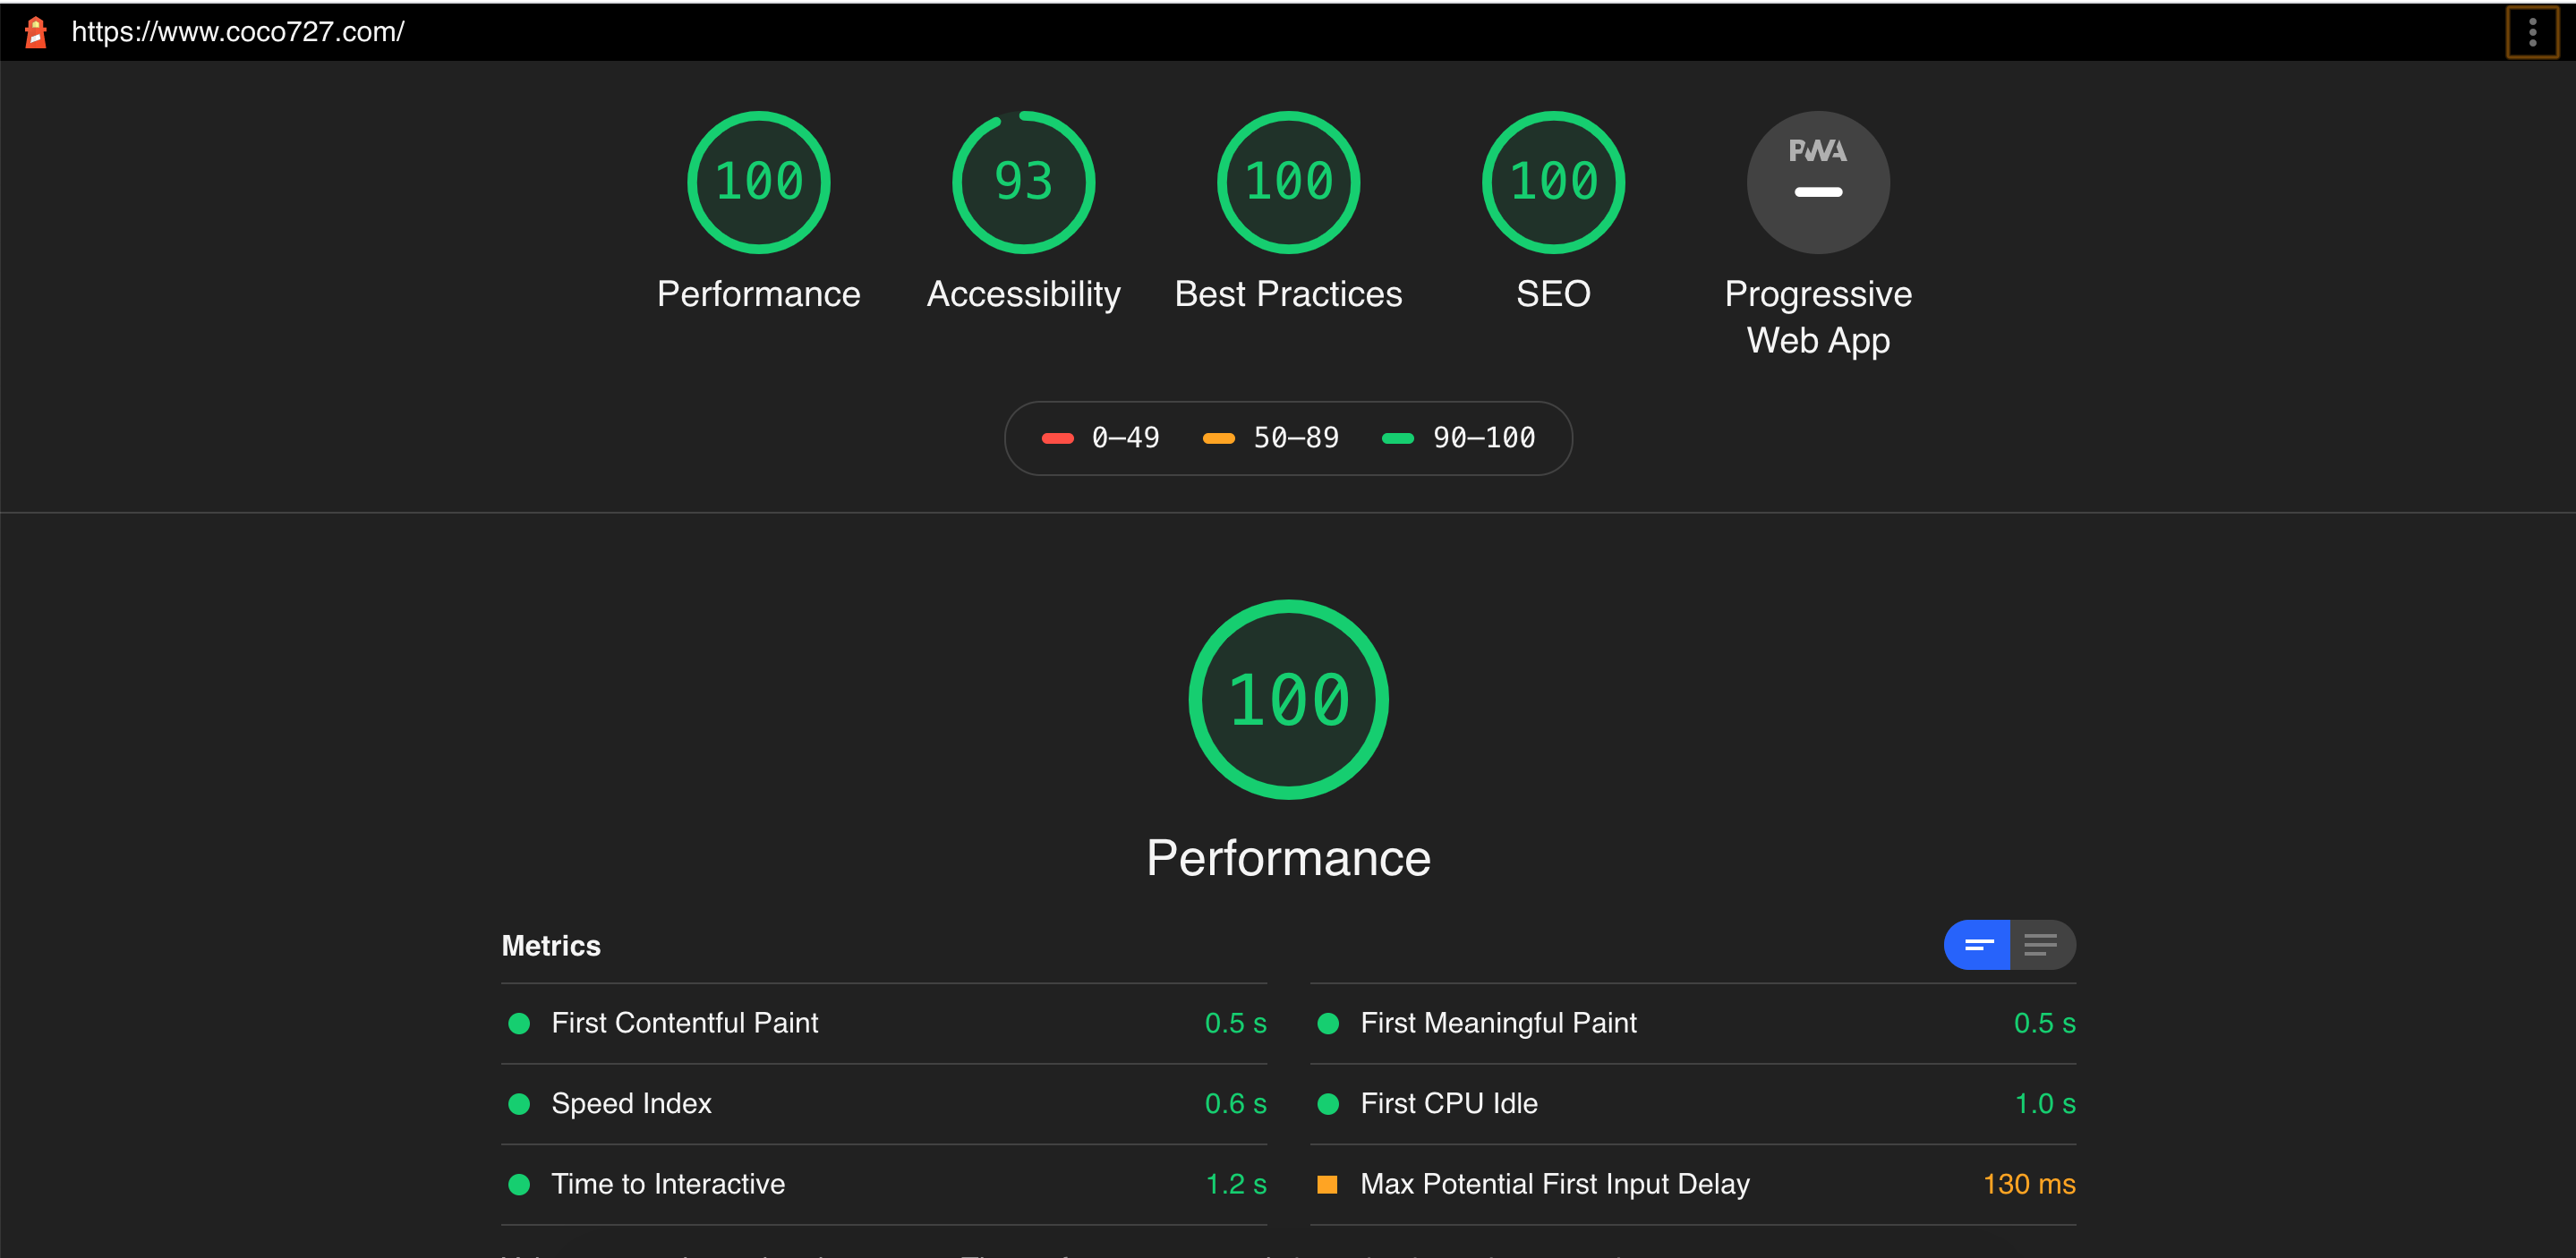 https://www.coco727.com/
100 93 100 100 PWA
Performance Accessibility Best Practices SEO Progressive
Web App
0–49 50–89 90–100
100
Performance
Metrics
First Contentful Paint 0.5 s
First Meaningful Paint 0.5 s
Speed Index 0.6 s
First CPU Idle 1.0 s
Time to Interactive 1.2 s
Max Potential First Input Delay 130 ms